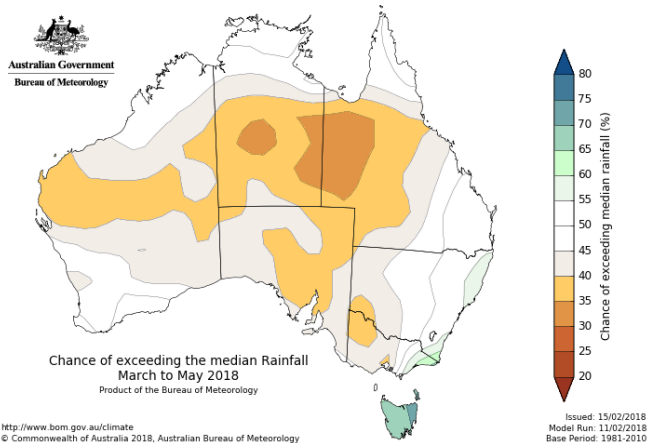 Australian Government
Bureau of Meteorology
80
75
70
65
60
55
50
45
40
35
30
25
20
Chance of exceeding median rainfall (%)
Chance of exceeding the median Rainfall
March to May 2018
Product of the Bureau of Meteorology
http://www.bom.gov.au/climate
© Commonwealth of Australia 2018, Australian Bureau of Meteorology
Issued: 15/02/2018
Model Run: 11/02/2018
Base Period: 1981-2010